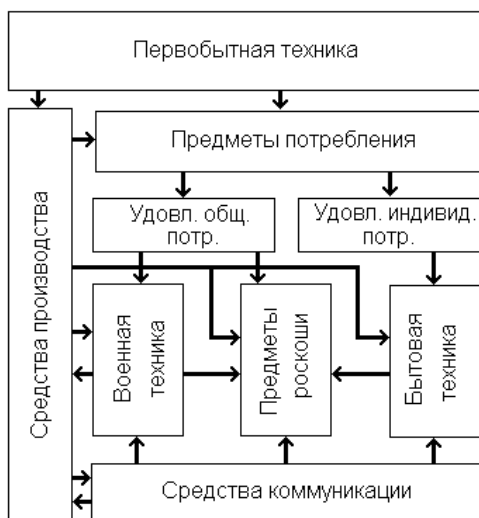 Первобытная техника
Средства производства
Предметы потребления
Удовл. общ.
потр.
Удовл. индивид.
потр.
Военная
техника
Предметы
роскоши
Бытовая
техника
Средства коммуникации